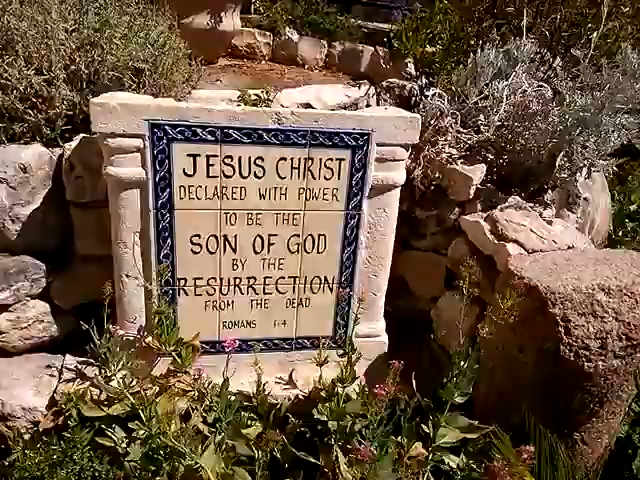 JESUS CHRIST
DECLARED WITH POWER
TO BE THE
SON OF GOD
BY THE
RESURRECTION
FROM THE DEAD
ROMANS 1:4